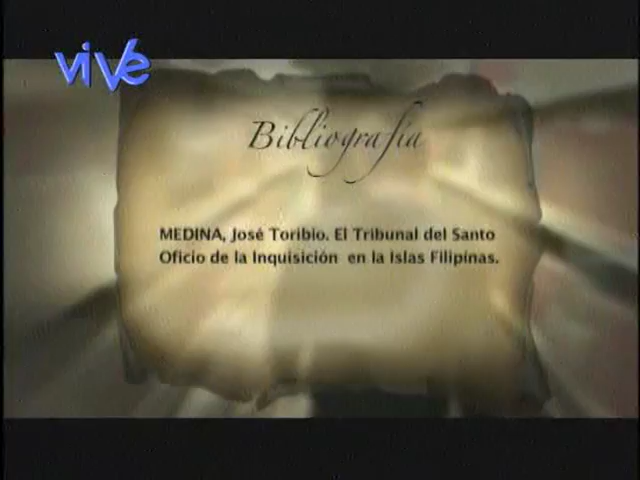 vive
Bibliografía
MEDINA, José Toribio. El Tribunal del Santo
Oficio de la Inquisición en la Islas Filipinas.